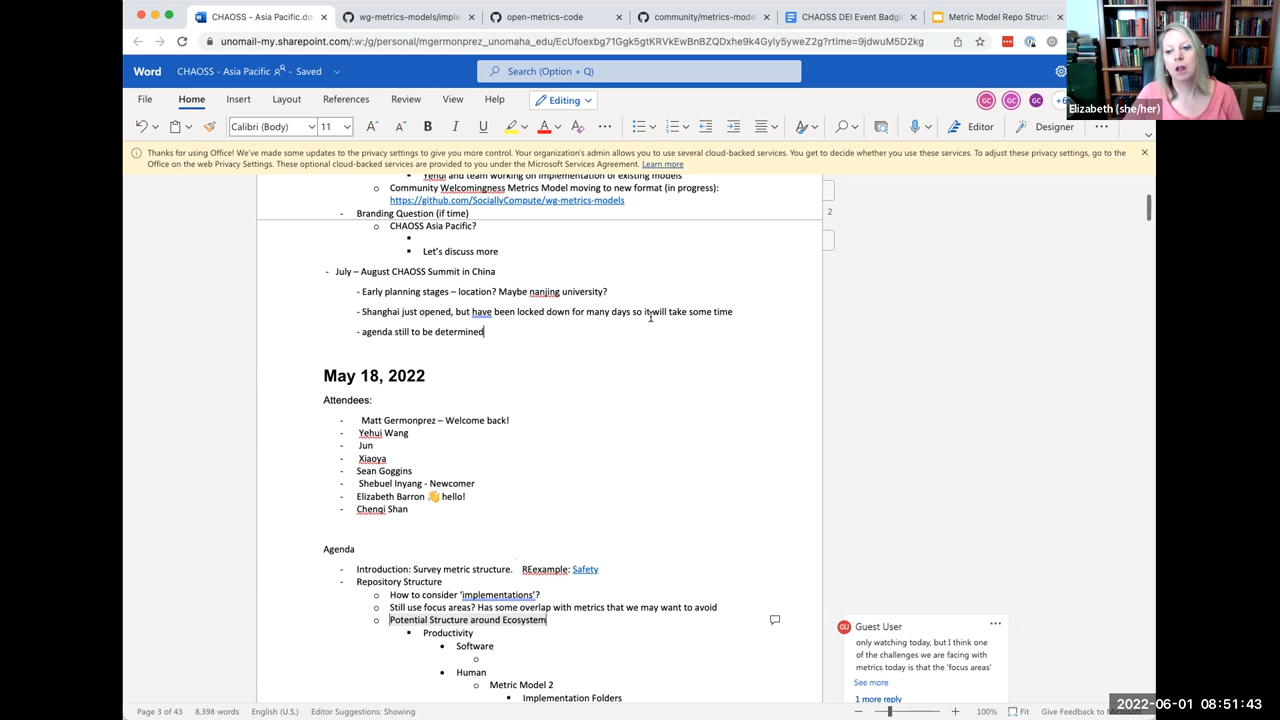 CHAOSS - Asia Pacific.do
wg-metrics-models/imple
open-metrics-code
community/metrics-mode
CHAOSS DEI Event Badgin
Metric Model Repo Struct
unomail-my.sharepoint.com/:w:/g/personal/mgermonprez_unomaha_edu/EcUfoexbg71Ggk5gtKRVkEwBnBZQDxhe9k4Gyly5yweZ2g?rtime=9jdwuM5D2kg
Word
CHAOSS - Asia Pacific - Saved
Search (Option + Q)
Elizabeth (she/her)
File
Home
Insert
Layout
References
Review
View
Help
Editing
GC
GC
GC
+6
Calibri (Body)
11
Editor
Designer
Thanks for using Office! We've made some updates to the privacy settings to give you more control. Your organization's admin allows you to use several cloud-backed services. You get to decide whether you use these services. To adjust these privacy settings, go to the
Office on the web Privacy Settings. These optional cloud-backed services are provided to you under the Microsoft Services Agreement. Learn more
Yehui and team working on implementation of existing models
Community Welcomingness Metrics Model moving to new format (in progress):
https://github.com/SociallyCompute/wg-metrics-models
- Branding Question (if time)
CHAOSS Asia Pacific?
Let's discuss more
- July – August CHAOSS Summit in China
- Early planning stages – location? Maybe nanjing university?
- Shanghai just opened, but have been locked down for many days so it will take some time
- agenda still to be determined
May 18, 2022
Attendees:
- Matt Germonprez – Welcome back!
- Yehui Wang
- Jun
- Xiaoya
- Sean Goggins
- Shebuel Inyang - Newcomer
- Elizabeth Barron 👋 hello!
- Chenqi Shan
Agenda
- Introduction: Survey metric structure. REexample: Safety
- Repository Structure
How to consider 'implementations'?
Still use focus areas? Has some overlap with metrics that we may want to avoid
Potential Structure around Ecosystem
Productivity
Software
Human
Metric Model 2
Implementation Folders
2
GU Guest User
only watching today, but I think one
of the challenges we are facing with
metrics today is that the 'focus areas'
See more
1 more reply
Page 3 of 43
8,398 words
English (U.S.)
Editor Suggestions: Showing
100%
Fit
Give Feedback to
2022-06-01 08:51:43